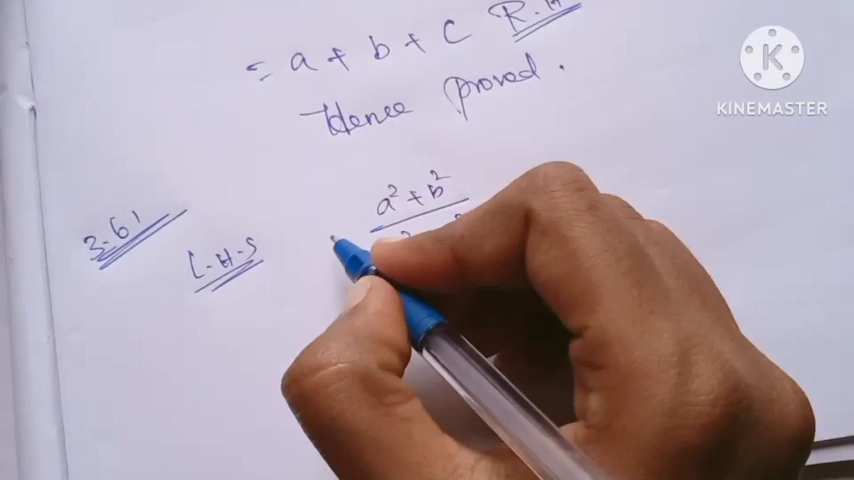 = a + b + c R.H
Hence proved.
KINEMASTER
3.61
L.H.S
a² + b²